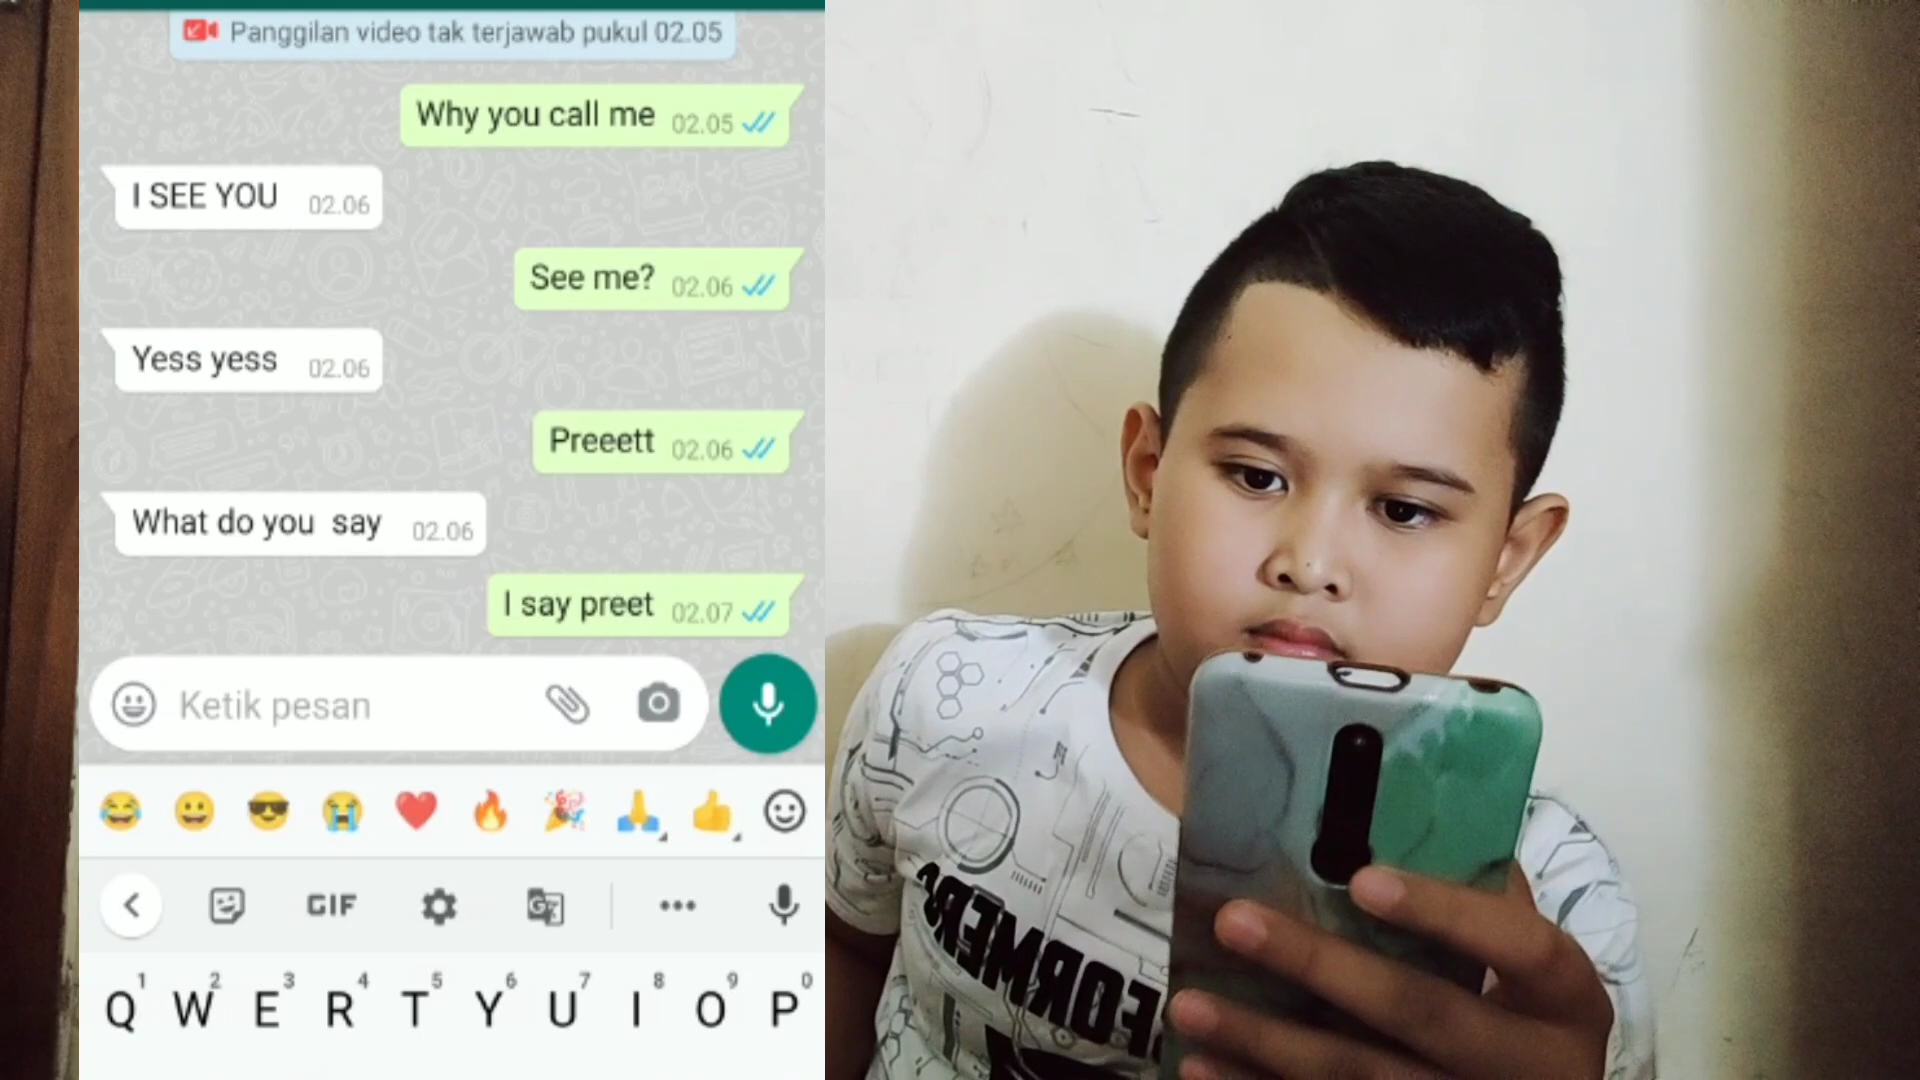 Panggilan video tak terjawab pukul 02.05
Why you call me 02.05
I SEE YOU 02.06
See me? 02.06
Yess yess 02.06
Preeett 02.06
What do you  say 02.06
I say preet 02.07
Ketik pesan
GIF
1 2 3 4 5 6 7 8 9 0
Q W E R T Y U I O P
FORMERS